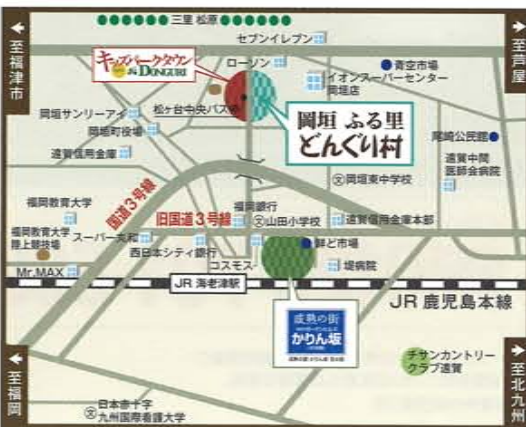 三里 松原
↑
至福津市
↑
至芦屋
セブンイレブン
キッズパークタウン
DONGURI
ローソン
青空市場
イオンスーパーセンター
岡垣店
松ヶ台中央バス停
岡垣サンリーアイ
岡垣町役場
遠賀信用金庫
岡垣 ふる里
どんぐり村
尾崎公民館
遠賀中間
医師会病院
文 岡垣東中学校
福岡教育大学
国道3号線
旧国道3号線
福岡銀行
文 山田小学校
遠賀信用金庫本部
福岡教育大学
陸上競技場
スーパー丸和
西日本シティ銀行
コスモス
鮮ど市場
堤病院
Mr.MAX
JR 海老津駅
JR 鹿児島本線
成熟の街
かりん坂
チサンカントリー
クラブ遠賀
至福岡
至北九州
文 日本赤十字
九州国際看護大学